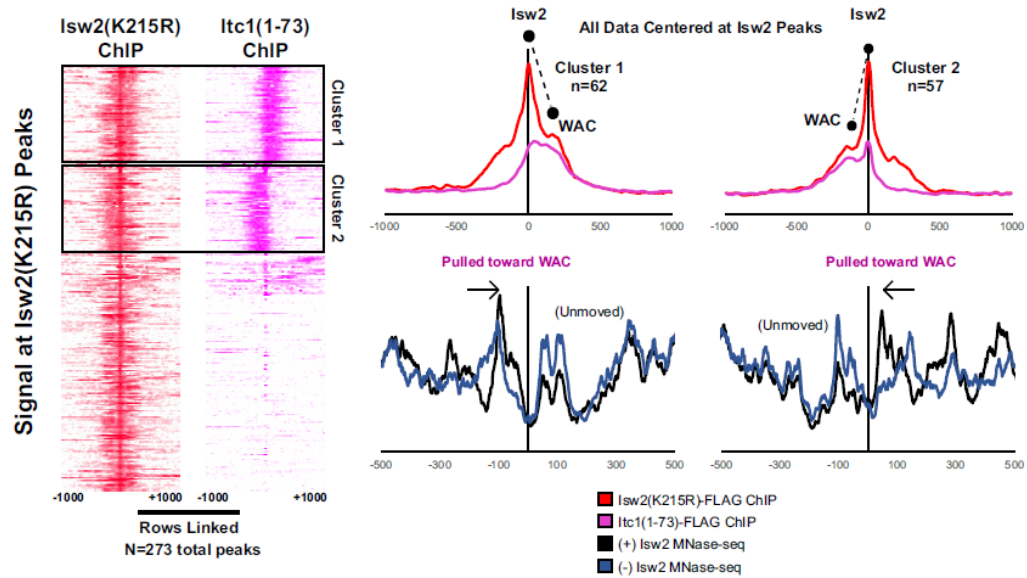 Isw2(K215R)
ChIP
Itc1(1-73)
ChIP
Signal at Isw2(K215R) Peaks
Cluster 1
Cluster 2
-1000
+1000
-1000
+1000
Rows Linked
N=273 total peaks
All Data Centered at Isw2 Peaks
Isw2
Cluster 1
n=62
WAC
-1000
-500
0
500
1000
Isw2
Cluster 2
n=57
WAC
-1000
-500
0
500
1000
Pulled toward WAC
(Unmoved)
-500
-300
-100
100
300
500
Pulled toward WAC
(Unmoved)
-500
-300
-100
100
300
500
Isw2(K215R)-FLAG ChIP
Itc1(1-73)-FLAG ChIP
(+) Isw2 MNase-seq
(-) Isw2 MNase-seq